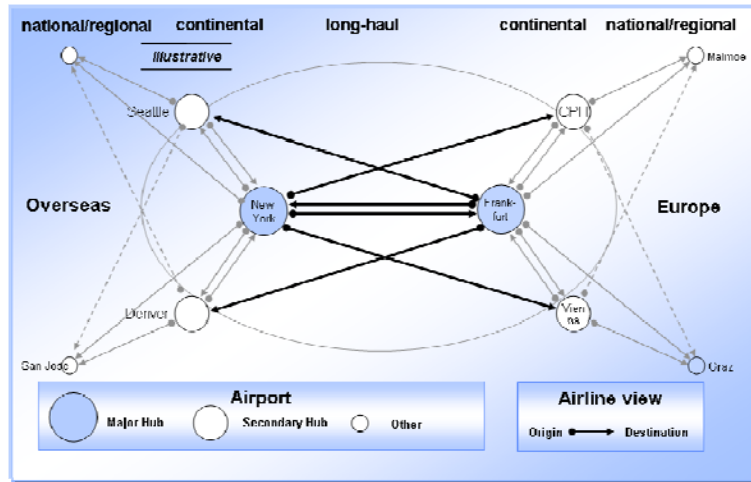 national/regional
continental
long-haul
continental
national/regional
illustrative
Malmoe
Seattle
CPH
Overseas
New
York
Frank-
furt
Europe
Denver
Vien
na
San Jose
Graz
Airport
Major Hub
Secondary Hub
Other
Airline view
Origin
Destination